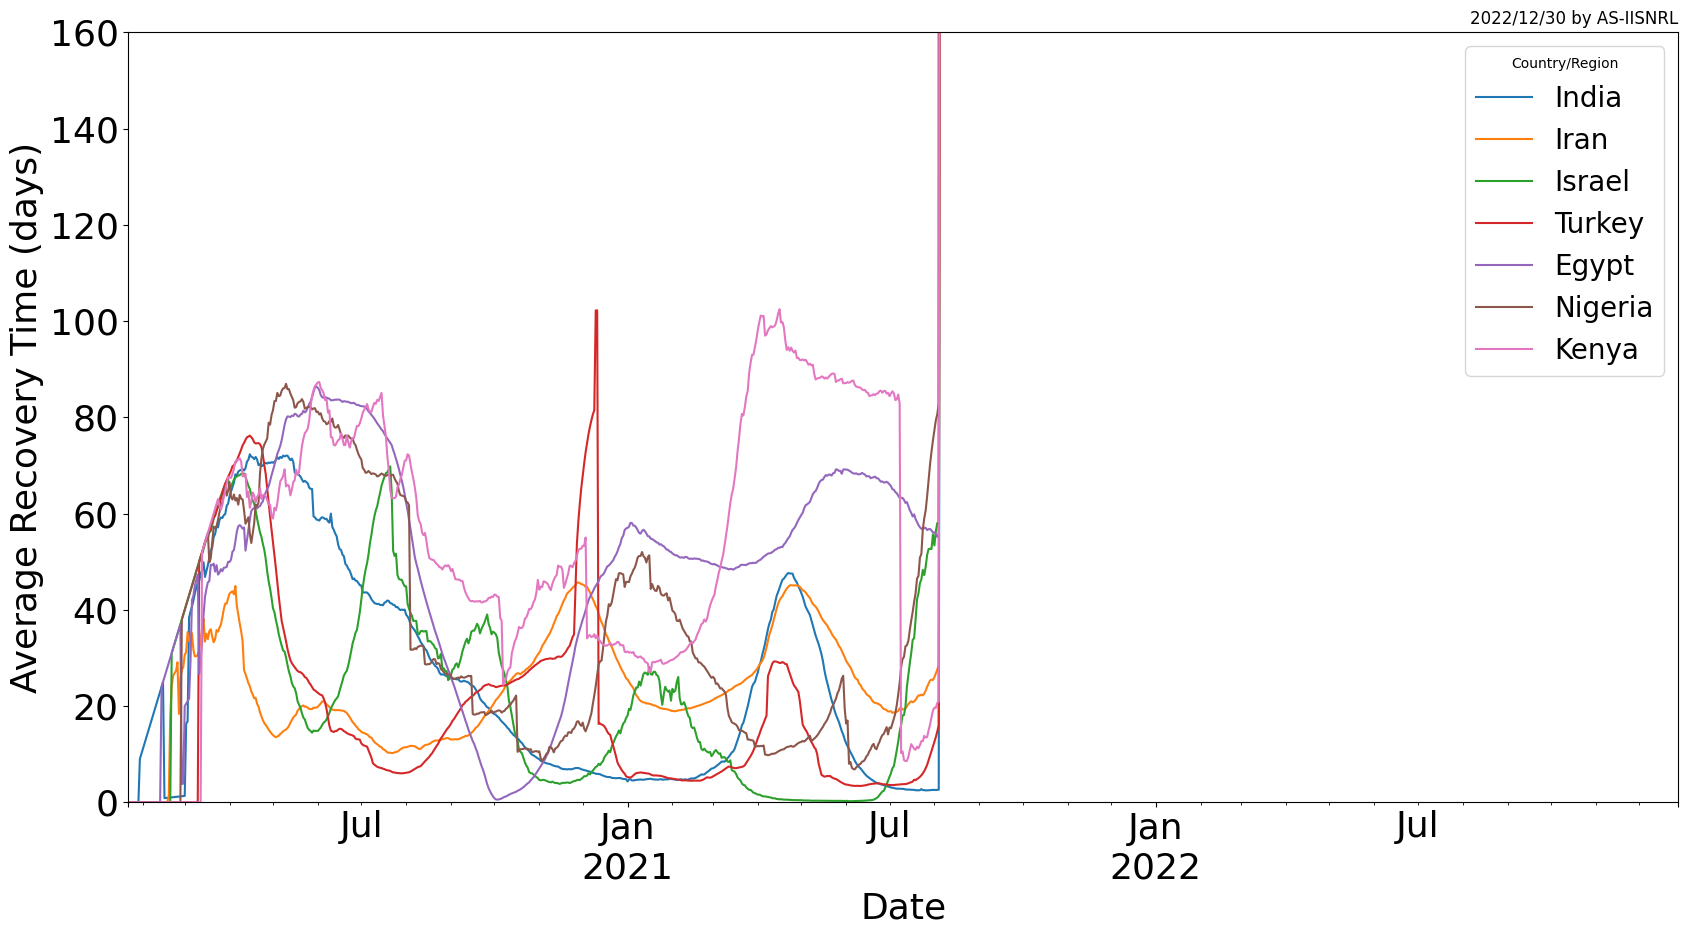 2022/12/30 by AS-IISNRL
Average Recovery Time (days)
160
140
120
100
80
60
40
20
0
Country/Region
India
Iran
Israel
Turkey
Egypt
Nigeria
Kenya
Jul
Jan
2021
Jul
Jan
2022
Jul
Date